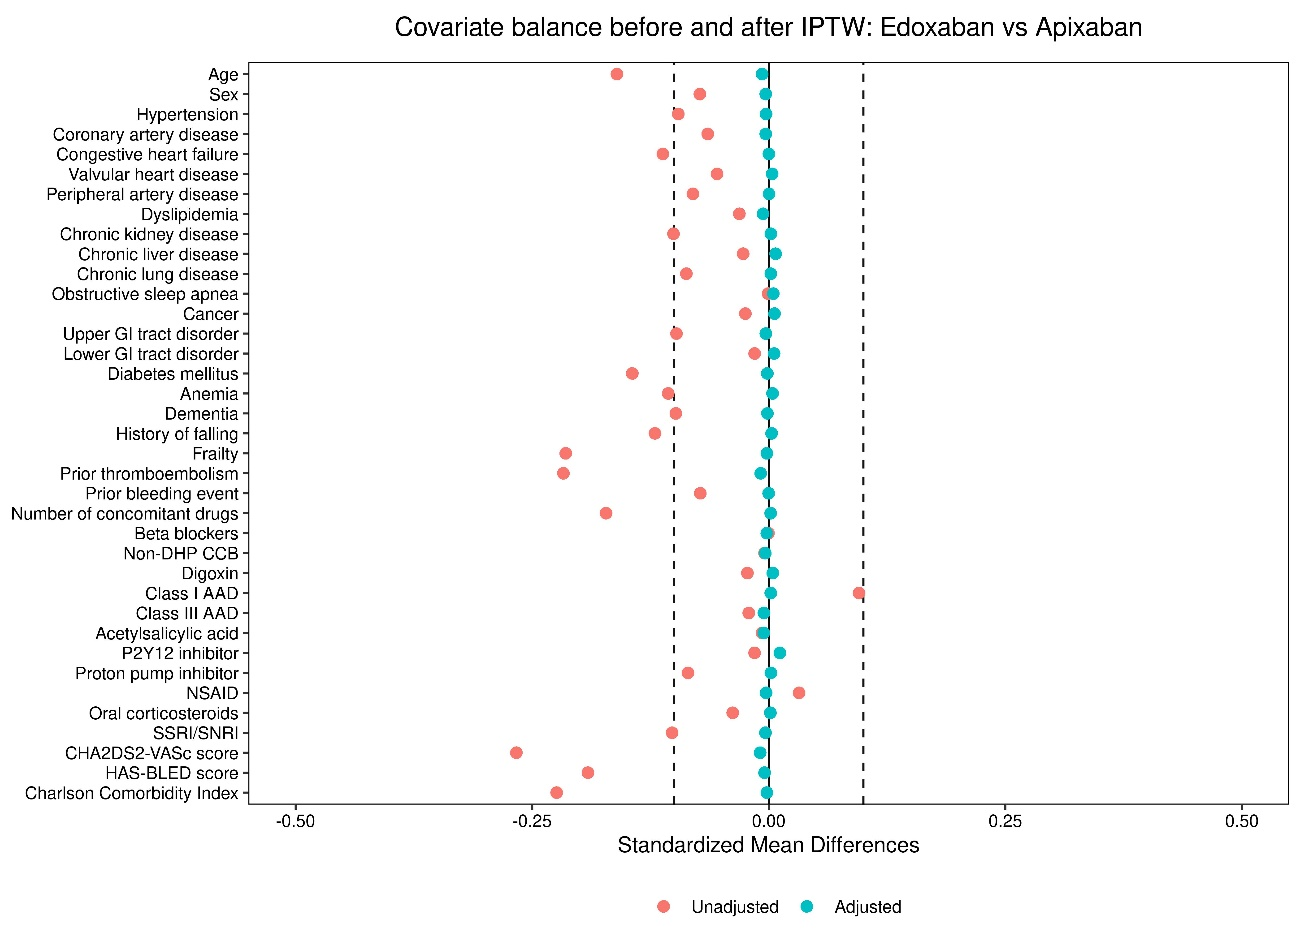 Covariate balance before and after IPTW: Edoxaban vs Apixaban
Age
Sex
Hypertension
Coronary artery disease
Congestive heart failure
Valvular heart disease
Peripheral artery disease
Dyslipidemia
Chronic kidney disease
Chronic liver disease
Chronic lung disease
Obstructive sleep apnea
Cancer
Upper GI tract disorder
Lower GI tract disorder
Diabetes mellitus
Anemia
Dementia
History of falling
Frailty
Prior thromboembolism
Prior bleeding event
Number of concomitant drugs
Beta blockers
Non-DHP CCB
Digoxin
Class I AAD
Class III AAD
Acetylsalicylic acid
P2Y12 inhibitor
Proton pump inhibitor
NSAID
Oral corticosteroids
SSRI/SNRI
CHA2DS2-VASc score
HAS-BLED score
Charlson Comorbidity Index
-0.50 -0.25 0.00 0.25 0.50
Standardized Mean Differences
Unadjusted Adjusted